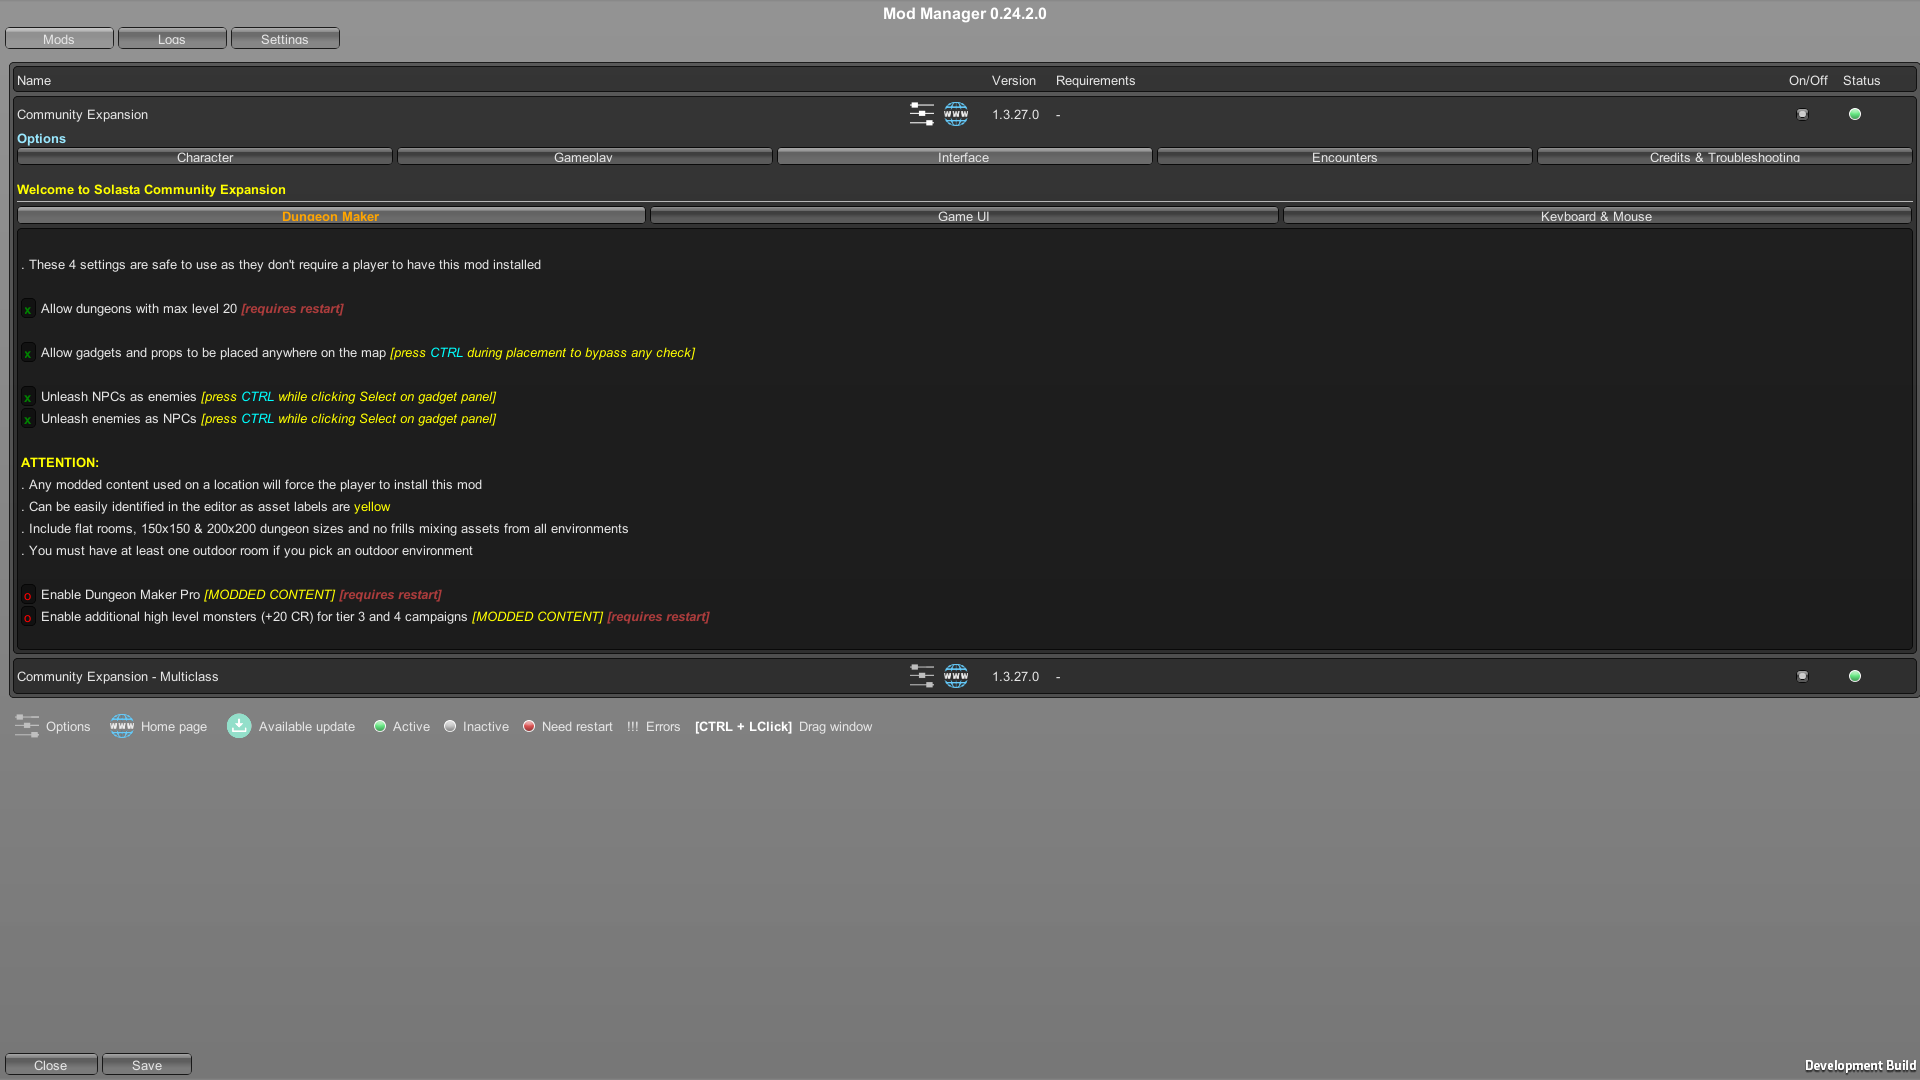 Mod Manager 0.24.2.0
Mods Logs Settings
Name Version Requirements On/Off Status
Community Expansion WWW 1.3.27.0 -
Options
Character Gameplay Interface Encounters Credits & Troubleshooting
Welcome to Solasta Community Expansion
Dungeon Maker Game UI Keyboard & Mouse
. These 4 settings are safe to use as they don't require a player to have this mod installed
x Allow dungeons with max level 20 [requires restart]
x Allow gadgets and props to be placed anywhere on the map [press CTRL during placement to bypass any check]
x Unleash NPCs as enemies [press CTRL while clicking Select on gadget panel]
x Unleash enemies as NPCs [press CTRL while clicking Select on gadget panel]
ATTENTION:
. Any modded content used on a location will force the player to install this mod
. Can be easily identified in the editor as asset labels are yellow
. Include flat rooms, 150x150 & 200x200 dungeon sizes and no frills mixing assets from all environments
. You must have at least one outdoor room if you pick an outdoor environment
o Enable Dungeon Maker Pro [MODDED CONTENT] [requires restart]
o Enable additional high level monsters (+20 CR) for tier 3 and 4 campaigns [MODDED CONTENT] [requires restart]
Community Expansion - Multiclass WWW 1.3.27.0 -
Options WWW Home page Available update Active Inactive Need restart !!! Errors [CTRL + LClick] Drag window
Close Save
Development Build